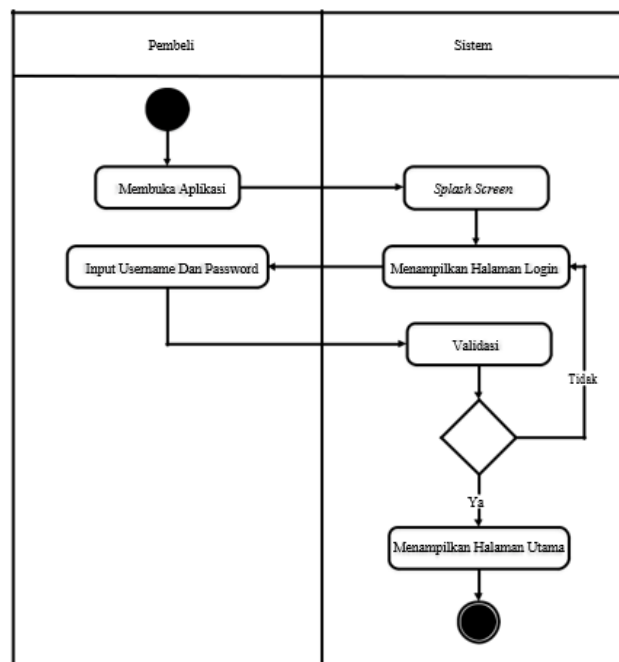 Pembeli
Sistem
Membuka Aplikasi
Splash Screen
Input Username Dan Password
Menampilkan Halaman Login
Validasi
Tidak
Ya
Menampilkan Halaman Utama